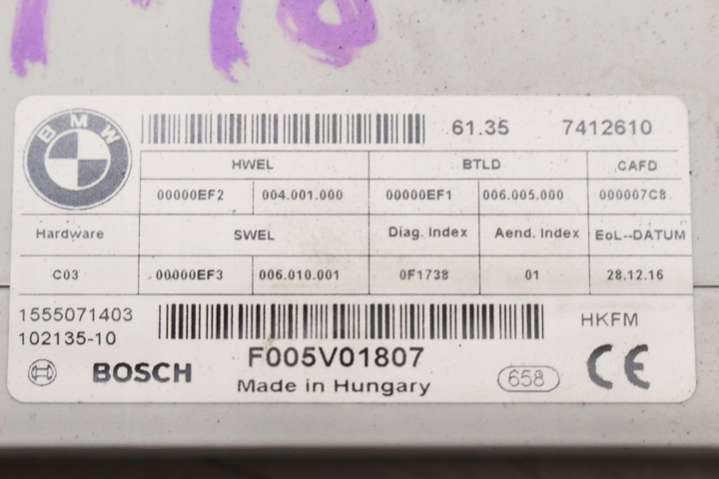 BMW
61.35 7412610
HWEL BTLD CAFD
00000EF2 004.001.000 00000EF1 006.005.000 000007C8
Hardware SWEL Diag. Index Aend. Index EoL--DATUM
C03 00000EF3 006.010.001 0F1738 01 28.12.16
1555071403
102135-10
HKFM
F005V01807
BOSCH Made in Hungary 658 CE